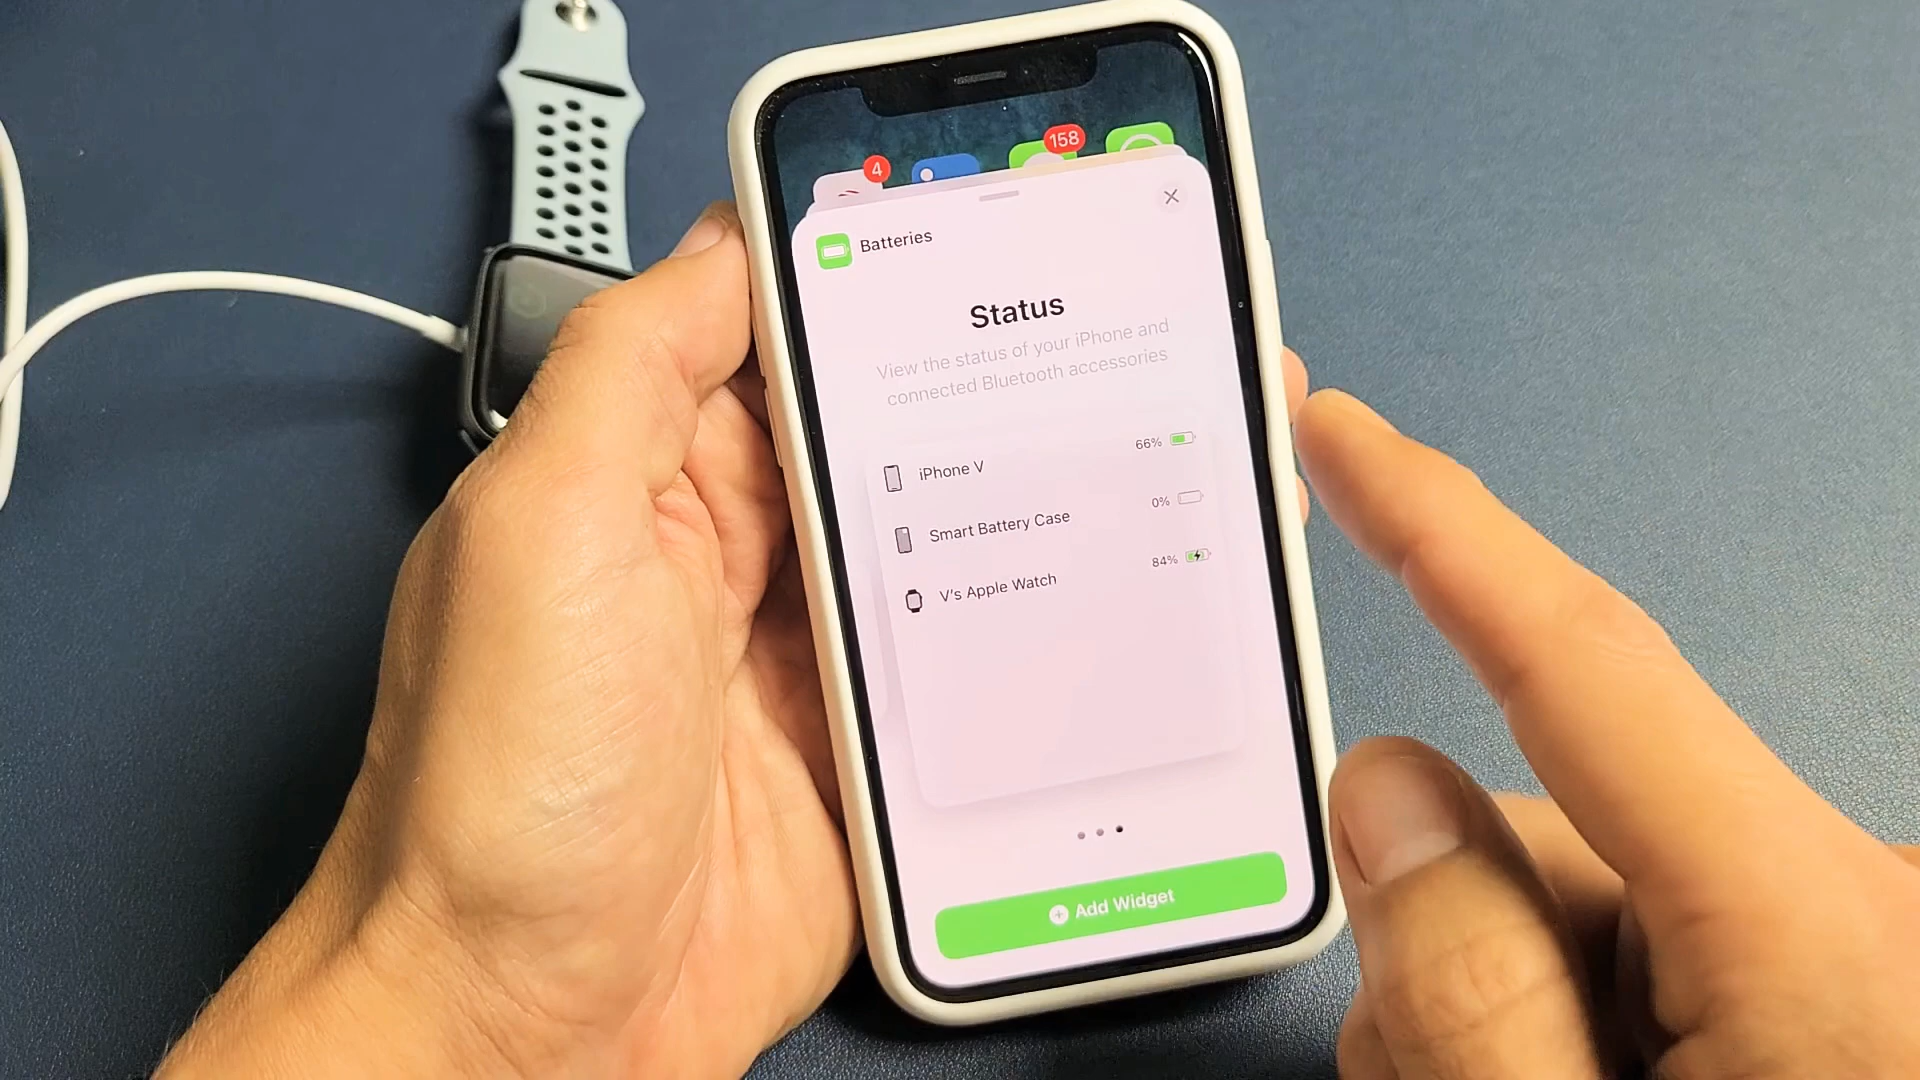 4
158
Batteries
Status
View the status of your iPhone and
connected Bluetooth accessories
iPhone V 66%
Smart Battery Case 0%
V's Apple Watch 84%
Add Widget